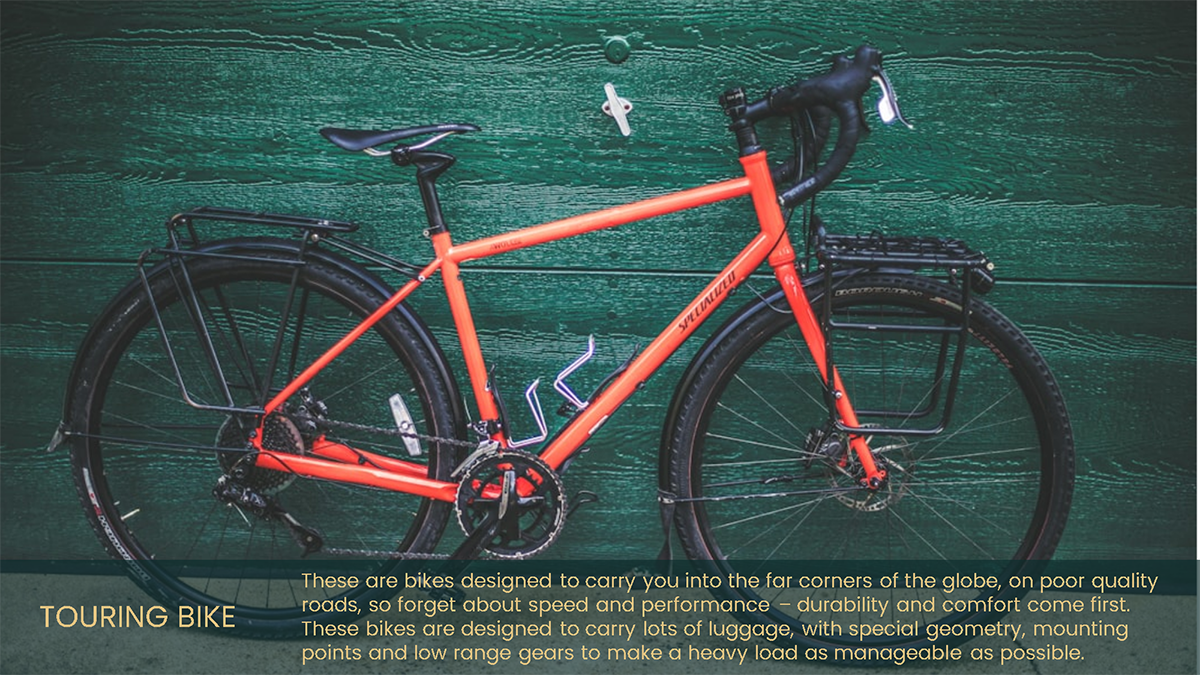 SPECIALIZED
BOROUGH
TOURING BIKE
These are bikes designed to carry you into the far corners of the globe, on poor quality
roads, so forget about speed and performance – durability and comfort come first.
These bikes are designed to carry lots of luggage, with special geometry, mounting
points and low range gears to make a heavy load as manageable as possible.